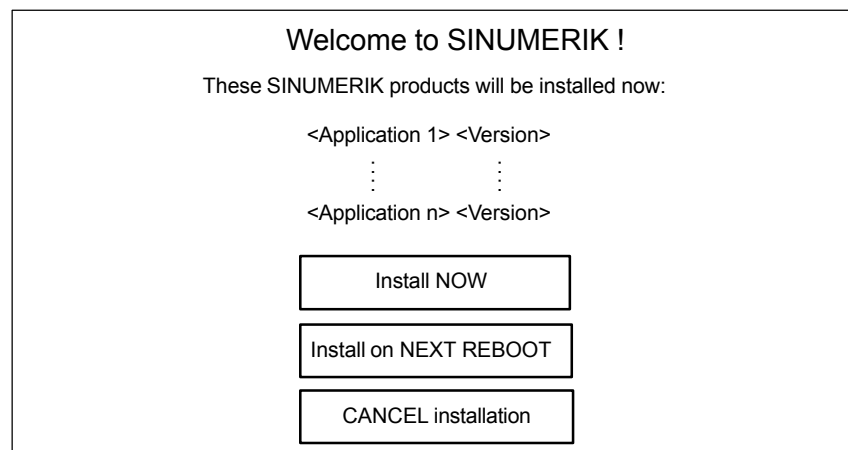 Welcome to SINUMERIK !
These SINUMERIK products will be installed now:
<Application 1> <Version>
<Application n> <Version>
Install NOW
Install on NEXT REBOOT
CANCEL installation